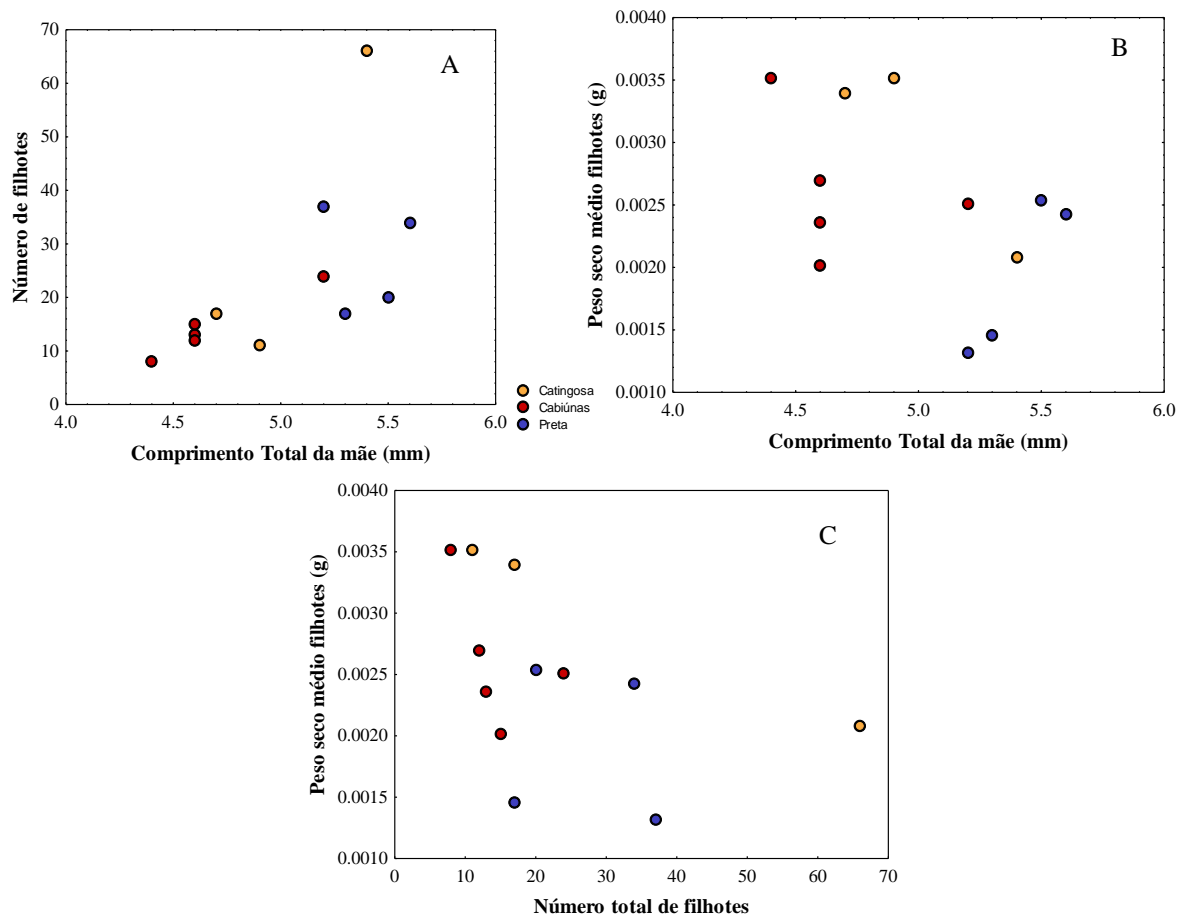 A
Número de filhotes
70
60
50
40
30
20
10
0
4.0 4.5 5.0 5.5 6.0
Comprimento Total da mãe (mm)
Catingosa
Cabiúnas
Preta
B
Peso seco médio filhotes (g)
0.0040
0.0035
0.0030
0.0025
0.0020
0.0015
0.0010
4.0 4.5 5.0 5.5 6.0
Comprimento Total da mãe (mm)
C
Peso seco médio filhotes (g)
0.0040
0.0035
0.0030
0.0025
0.0020
0.0015
0.0010
0 10 20 30 40 50 60 70
Número total de filhotes